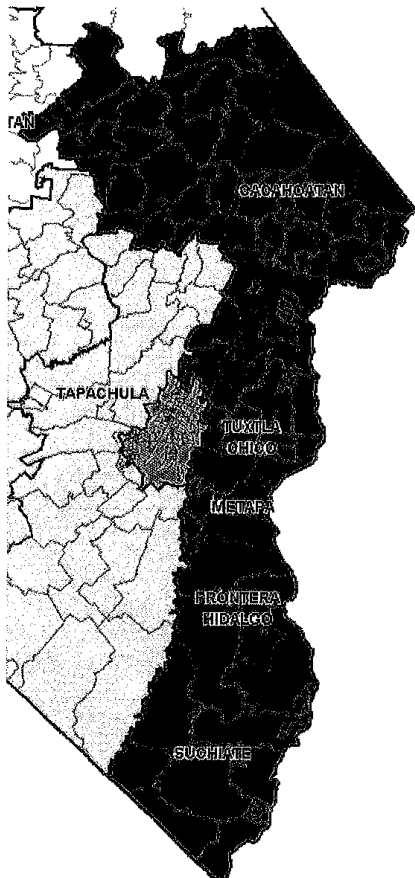 TAN
CACAHOATAN
TAPACHULA
TUXTLA
CHICO
METAPA
FRONTERA
HIDALGO
SUCHIATE